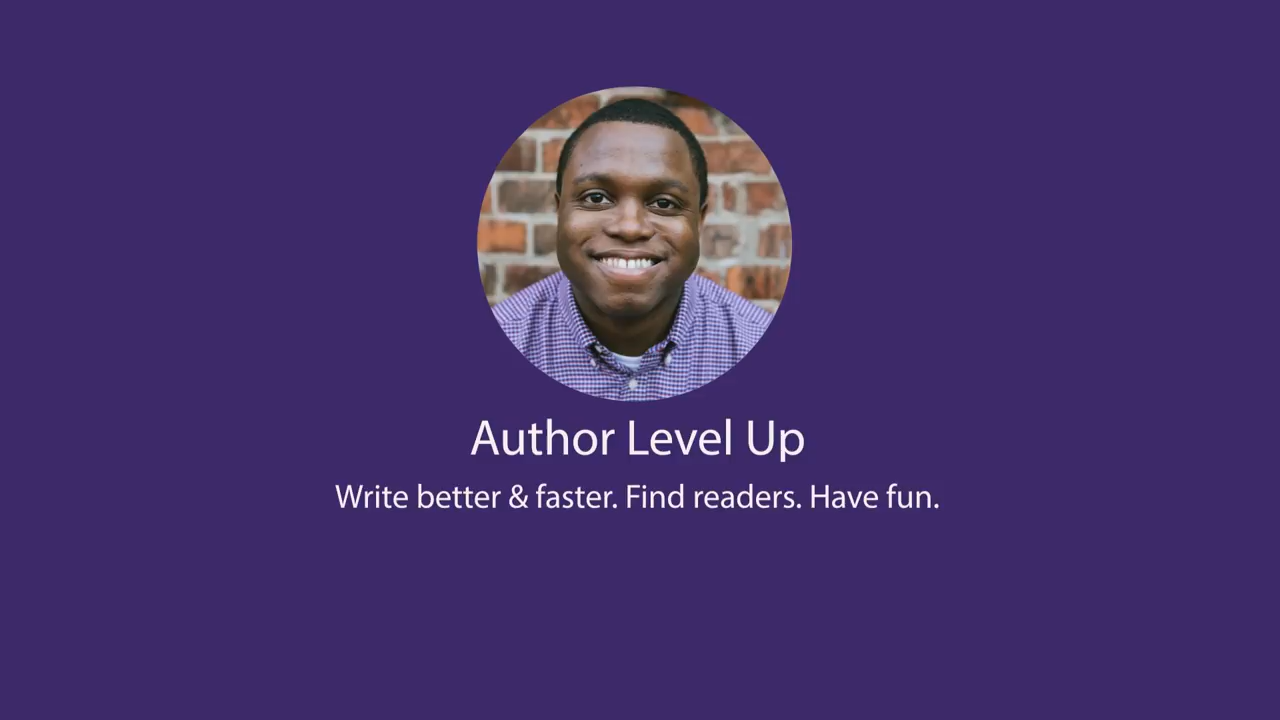 Author Level Up
Write better & faster. Find readers. Have fun.